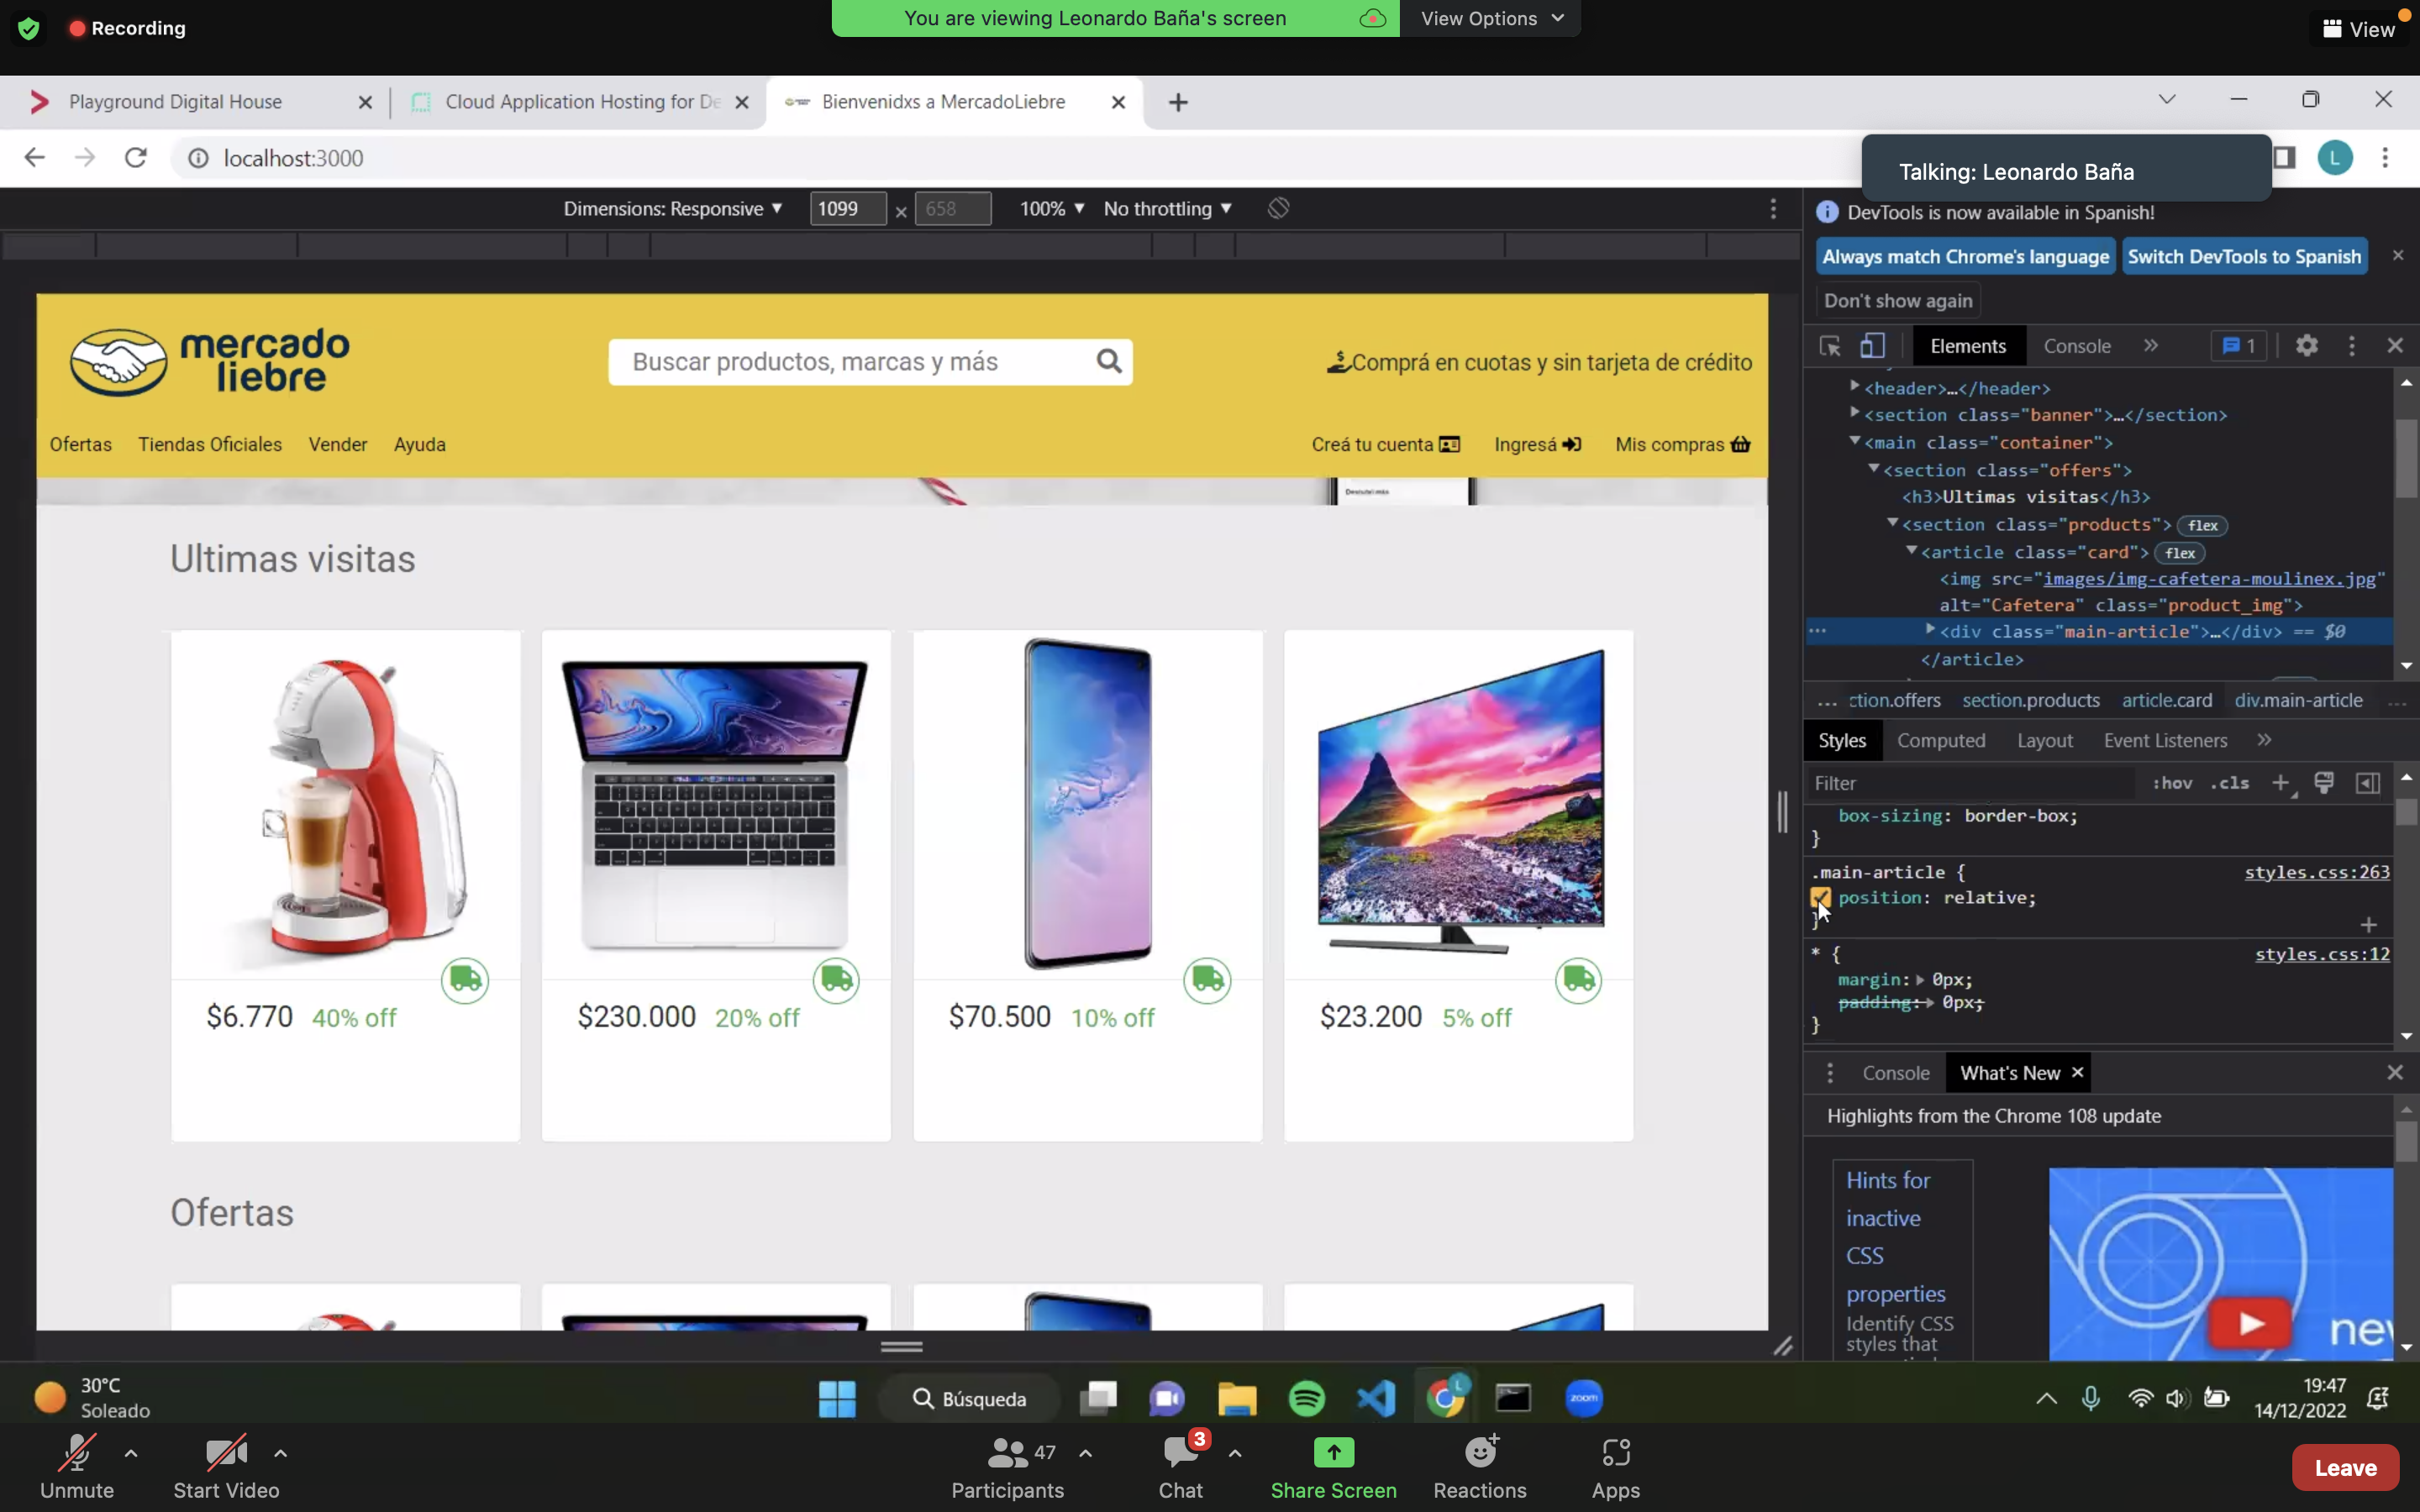 Recording
You are viewing Leonardo Baña's screen
View Options
View
Playground Digital House
Cloud Application Hosting for De
Bienvenidxs a MercadoLiebre
localhost:3000
Talking: Leonardo Baña
L
Dimensions: Responsive
1099 × 658
100%
No throttling
DevTools is now available in Spanish!
Always match Chrome's language
Switch DevTools to Spanish
Don't show again
mercado
liebre
Buscar productos, marcas y más
Comprá en cuotas y sin tarjeta de crédito
Ofertas
Tiendas Oficiales
Vender
Ayuda
Creá tu cuenta
Ingresá
Mis compras
Ultimas visitas
$6.770 40% off
$230.000 20% off
$70.500 10% off
$23.200 5% off
Ofertas
Elements
Console
1
<header>…</header>
<section class="banner">…</section>
<main class="container">
<section class="offers">
<h3>Ultimas visitas</h3>
<section class="products"> flex
<article class="card"> flex
<img src="images/img-cafetera-moulinex.jpg"
alt="Cafetera" class="product_img">
<div class="main-article">…</div> == $0
</article>
... ction.offers section.products article.card div.main-article ...
Styles
Computed
Layout
Event Listeners
Filter
:hov .cls
box-sizing: border-box;
}
.main-article { styles.css:263
position: relative;
}
* { styles.css:12
margin: 0px;
padding: 0px;
}
Console
What's New
Highlights from the Chrome 108 update
Hints for
inactive
CSS
properties
Identify CSS
styles that
new
30°C
Soleado
Búsqueda
L
zoom
19:47
14/12/2022
Unmute
Start Video
47
Participants
3
Chat
Share Screen
Reactions
Apps
Leave